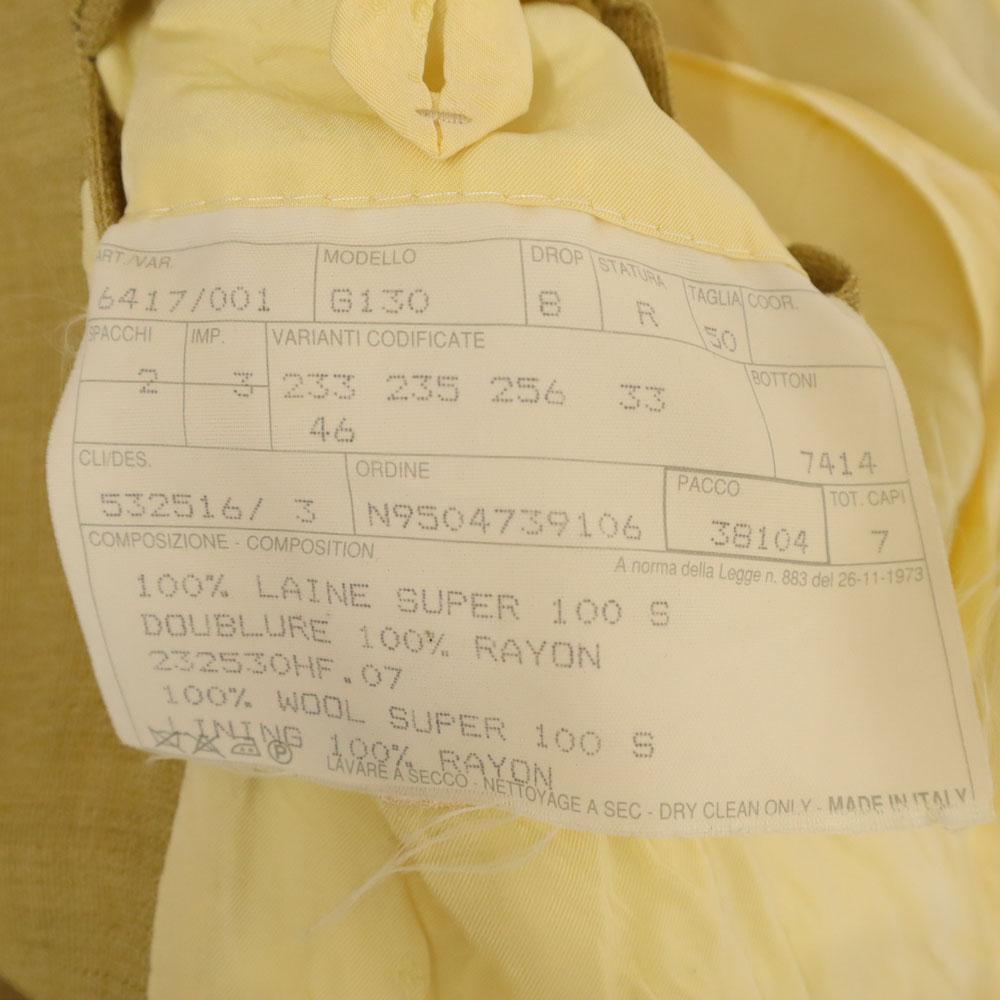 ART./VAR. MODELLO DROP STATURA TAGLIA COOR.
6417/001 G130 8 R 50
SPACCHI IMP. VARIANTI CODIFICATE BOTTONI
2 3 233 235 256 33
46 7414
CLI/DES. ORDINE PACCO TOT. CAPI
532516/ 3 N9504739106 38104 7
COMPOSIZIONE - COMPOSITION
A norma della Legge n. 883 del 26-11-1973
100% LAINE SUPER 100 S
DOUBLURE 100% RAYON
232530HF.07
100% WOOL SUPER 100 S
LINING 100% RAYON
P
LAVARE A SECCO - NETTOYAGE A SEC - DRY CLEAN ONLY - MADE IN ITALY